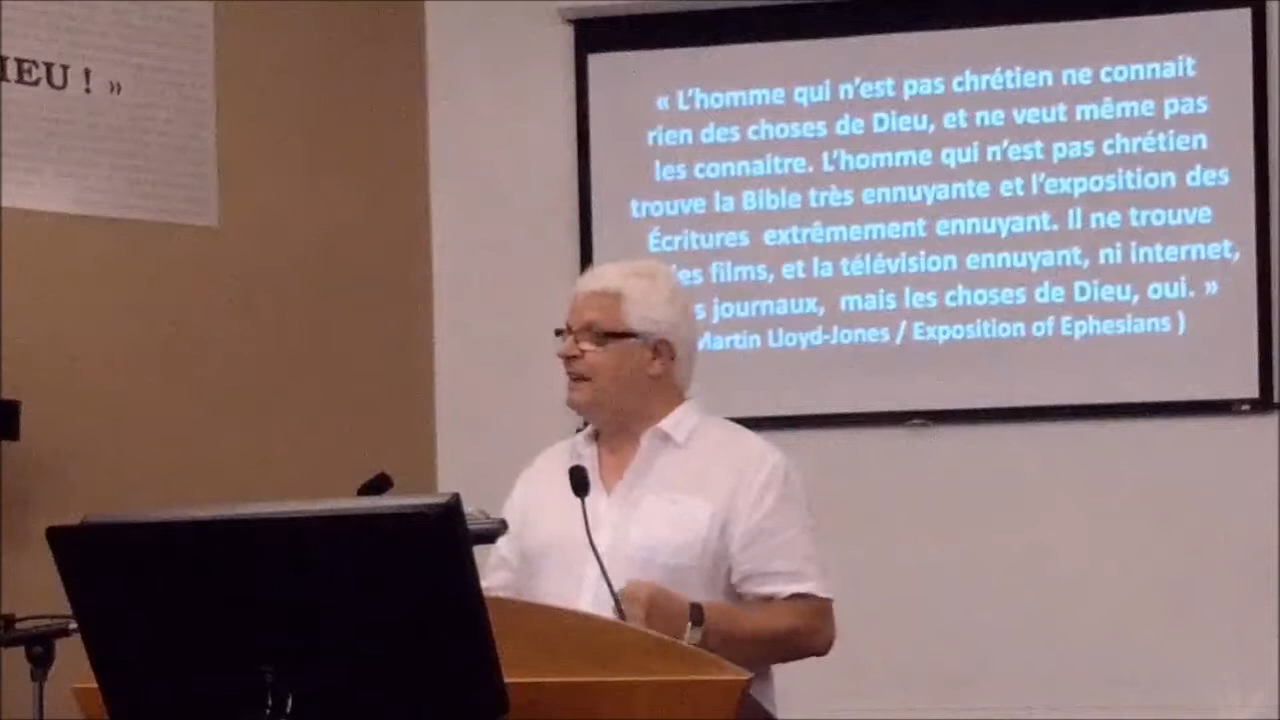 IEU ! »
« L'homme qui n'est pas chrétien ne connait
rien des choses de Dieu, et ne veut même pas
les connaitre. L'homme qui n'est pas chrétien
trouve la Bible très ennuyante et l'exposition des
Écritures extrêmement ennuyant. Il ne trouve
films, et la télévision ennuyant, ni internet,
journaux, mais les choses de Dieu, oui. »
Martin Lloyd-Jones / Exposition of Ephesians )